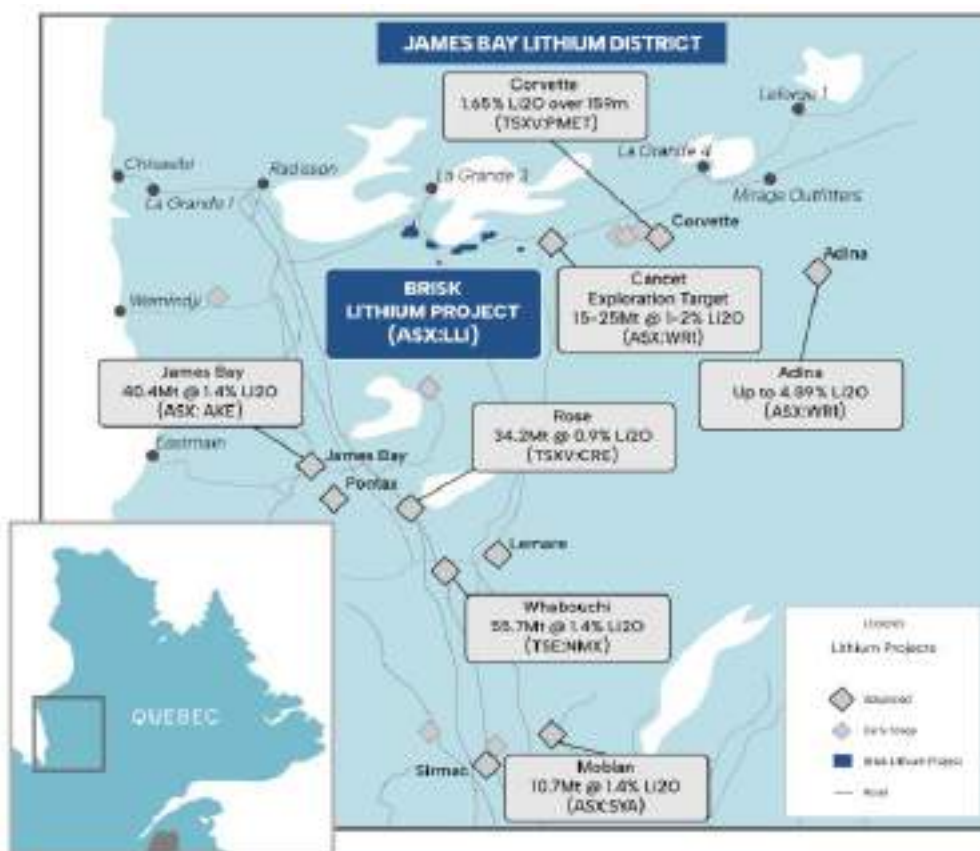 JAMES BAY LITHIUM DISTRICT
Corvette
1.65% Li2O over 159m
(TSXV:PMET)
Laforge 1
La Grande 4
Mirage Outfitters
Chisasibi
La Grande 1
Radisson
La Grande 3
Corvette
Adina
BRISK
LITHIUM PROJECT
(ASX:LLI)
Cancet
Exploration Target
15-25Mt @ 1-2% Li2O
(ASX:WR1)
Wemindji
James Bay
40.4Mt @ 1.4% Li2O
(ASX: AKE)
Adina
Up to 4.89% Li2O
(ASX:WR1)
Rose
34.2Mt @ 0.9% Li2O
(TSXV:CRE)
Eastmain
James Bay
Pontax
Lemare
Whabouchi
55.7Mt @ 1.4% Li2O
(TSE:NMX)
QUEBEC
Sirmac
Moblan
10.7Mt @ 1.4% Li2O
(ASX:SYA)
LEGEND
Lithium Projects
Advanced
Early Stage
Brisk Lithium Project
Road